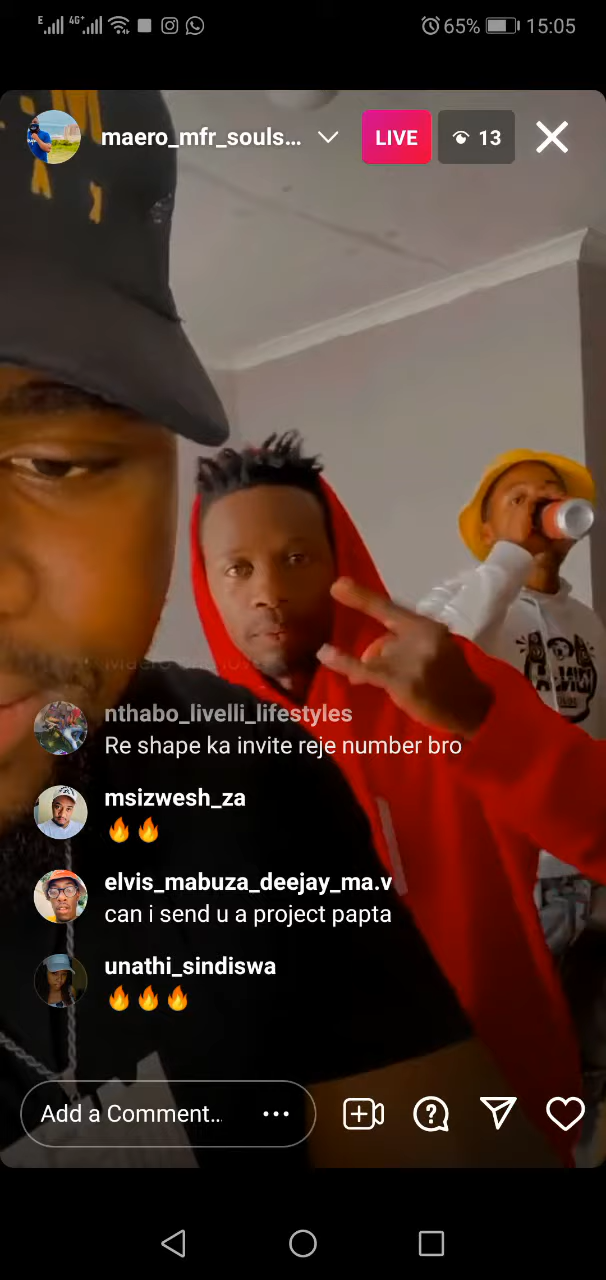 E 4G+ 65% 15:05
maero_mfr_souls... LIVE 13
nthabo_livelli_lifestyles
Re shape ka invite reje number bro
msizwesh_za
🔥🔥
elvis_mabuza_deejay_ma.v
can i send u a project papta
unathi_sindiswa
🔥🔥🔥
Add a Comment..